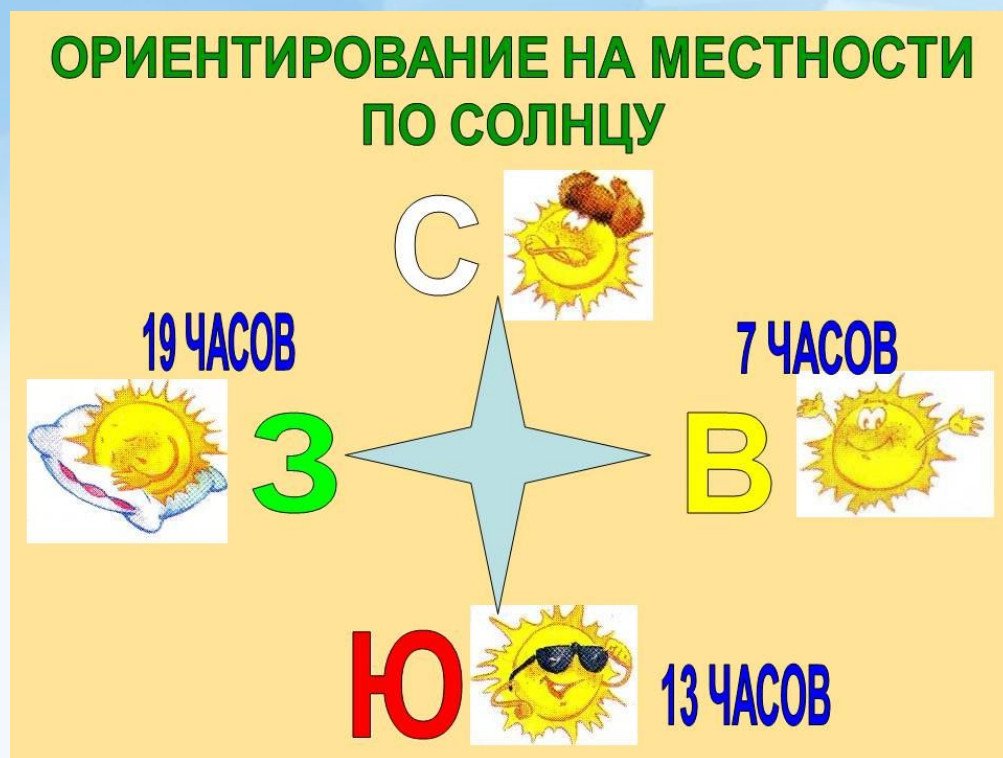 ОРИЕНТИРОВАНИЕ НА МЕСТНОСТИ
ПО СОЛНЦУ
С
19 ЧАСОВ
7 ЧАСОВ
З
В
Ю
13 ЧАСОВ